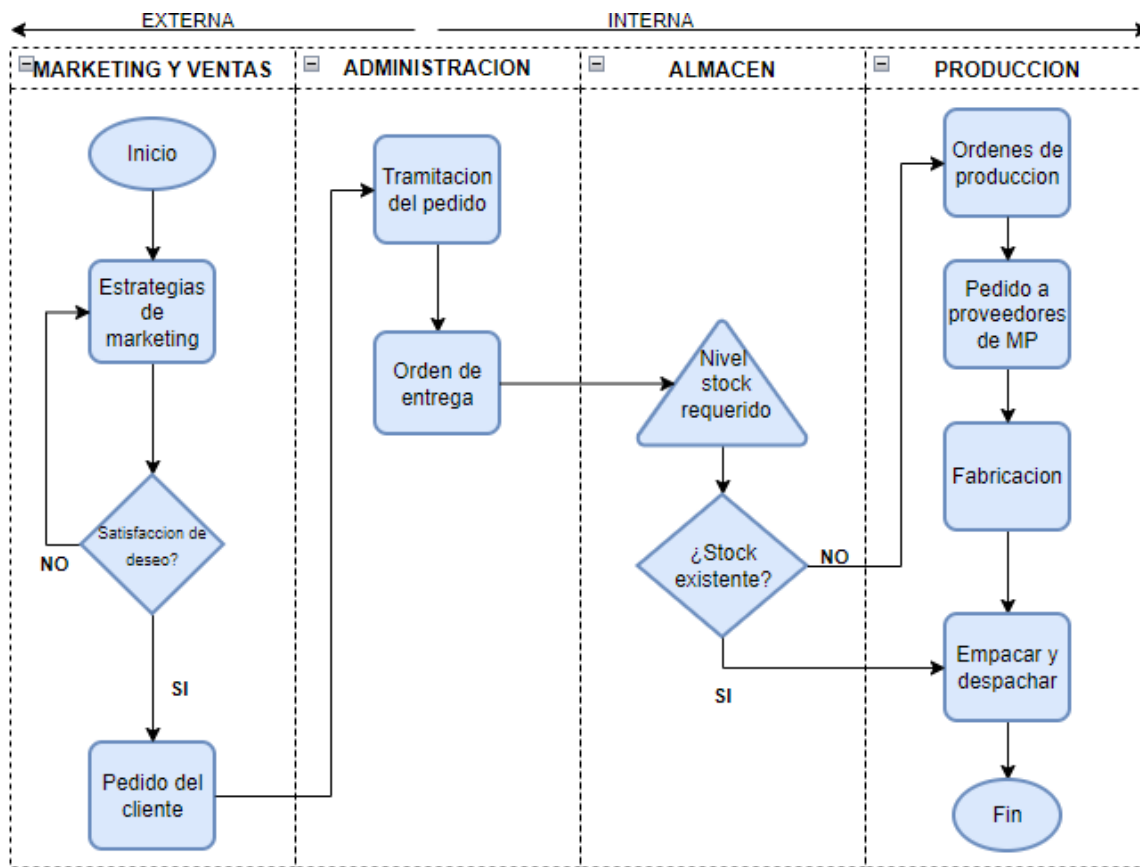 EXTERNA
INTERNA
MARKETING Y VENTAS
ADMINISTRACION
ALMACEN
PRODUCCION
Inicio
Estrategias
de
marketing
Satisfaccion de
deseo?
NO
SI
Pedido del
cliente
Tramitacion
del pedido
Orden de
entrega
Nivel
stock
requerido
¿Stock
existente?
NO
SI
Ordenes de
produccion
Pedido a
proveedores
de MP
Fabricacion
Empacar y
despachar
Fin